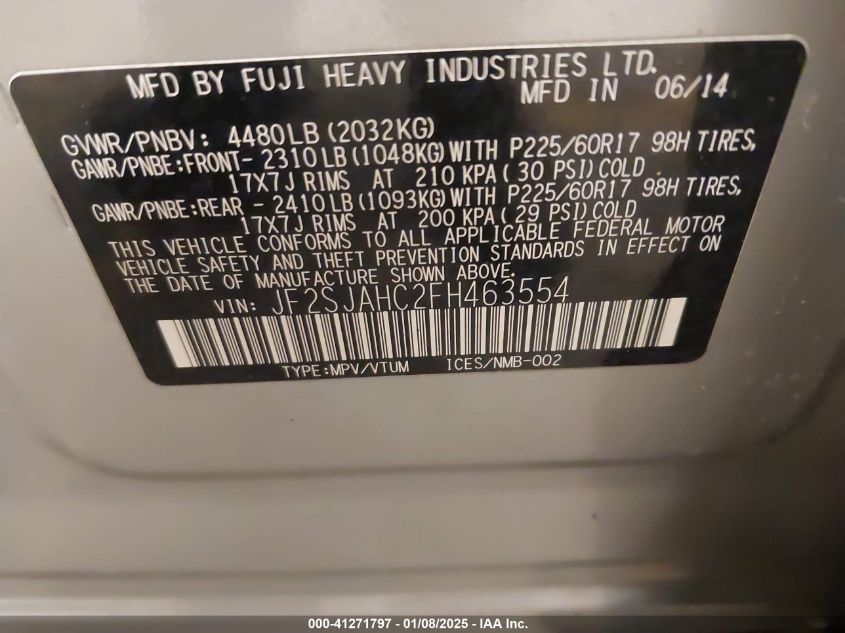 MFD BY FUJI HEAVY INDUSTRIES LTD.
MFD IN 06/14
GVWR/PNBV: 4480LB (2032KG)
GAWR/PNBE:FRONT- 2310LB(1048KG)WITH P225/60R17 98H TIRES,
17X7J RIMS AT 210 KPA( 30 PSI)COLD
GAWR/PNBE:REAR - 2410LB(1093KG)WITH P225/60R17 98H TIRES,
17X7J RIMS AT 200 KPA( 29 PSI)COLD
THIS VEHICLE CONFORMS TO ALL APPLICABLE FEDERAL MOTOR
VEHICLE SAFETY AND THEFT PREVENTION STANDARDS IN EFFECT ON
THE DATE OF MANUFACTURE SHOWN ABOVE.
VIN: JF2SJAHC2FH463554
TYPE:MPV/VTUM ICES/NMB-002
000-41271797 - 01/08/2025 - IAA Inc.